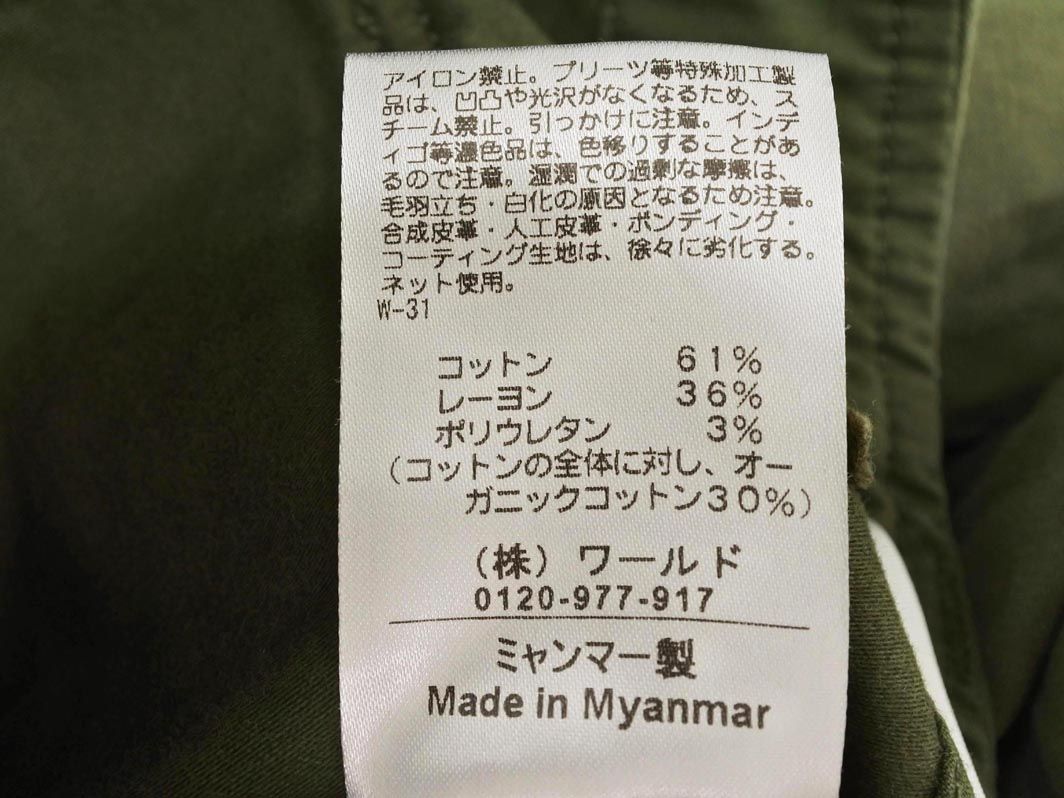 アイロン禁止。プリーツ等特殊加工製
品は、凹凸や光沢がなくなるため、ス
チーム禁止。引っかけに注意。インデ
ィゴ等濃色品は、色移りすることがあ
るので注意。湿潤での過剰な摩擦は、
毛羽立ち・白化の原因となるため注意。
合成皮革・人工皮革・ボンディング・
コーティング生地は、徐々に劣化する。
ネット使用。
W-31
コットン 61%
レーヨン 36%
ポリウレタン 3%
(コットンの全体に対し、オー
ガニックコットン30%)
(株) ワールド
0120-977-917
ミャンマー製
Made in Myanmar